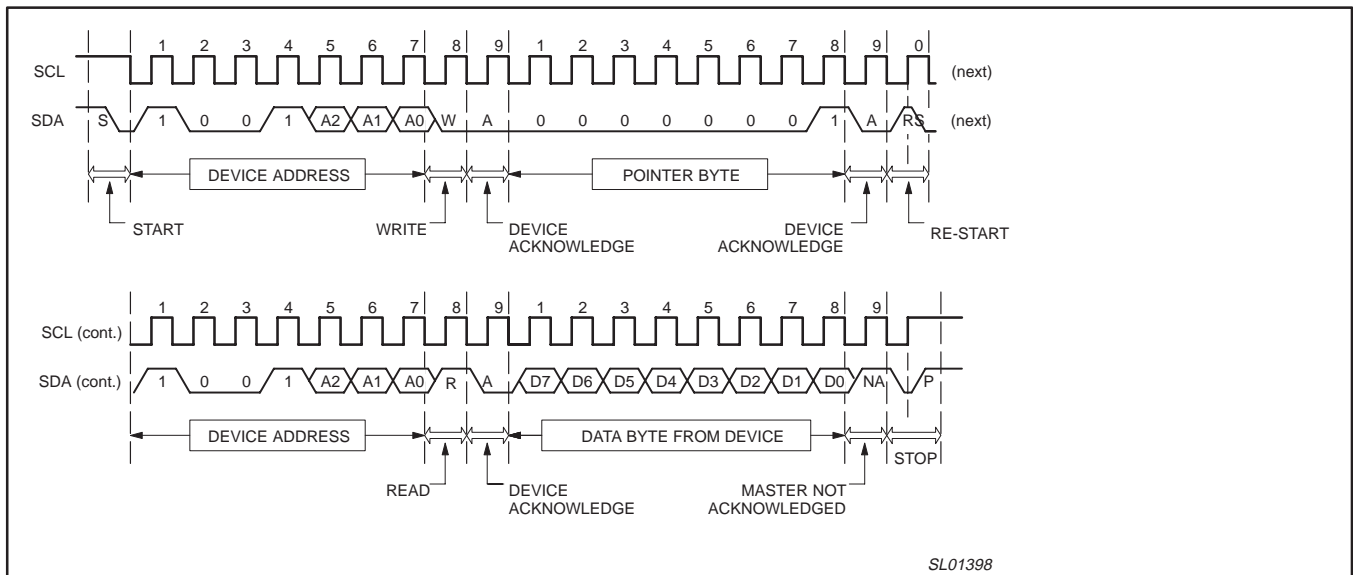 1 2 3 4 5 6 7 8 9 1 2 3 4 5 6 7 8 9 0
SCL (next)
SDA S 1 0 0 1 A2 A1 A0 W A 0 0 0 0 0 0 0 1 A RS (next)
DEVICE ADDRESS POINTER BYTE
START WRITE DEVICE ACKNOWLEDGE DEVICE ACKNOWLEDGE RE-START
1 2 3 4 5 6 7 8 9 1 2 3 4 5 6 7 8 9
SCL (cont.)
SDA (cont.) 1 0 0 1 A2 A1 A0 R A D7 D6 D5 D4 D3 D2 D1 D0 NA P
DEVICE ADDRESS DATA BYTE FROM DEVICE
STOP
READ DEVICE ACKNOWLEDGE MASTER NOT ACKNOWLEDGED
SL01398